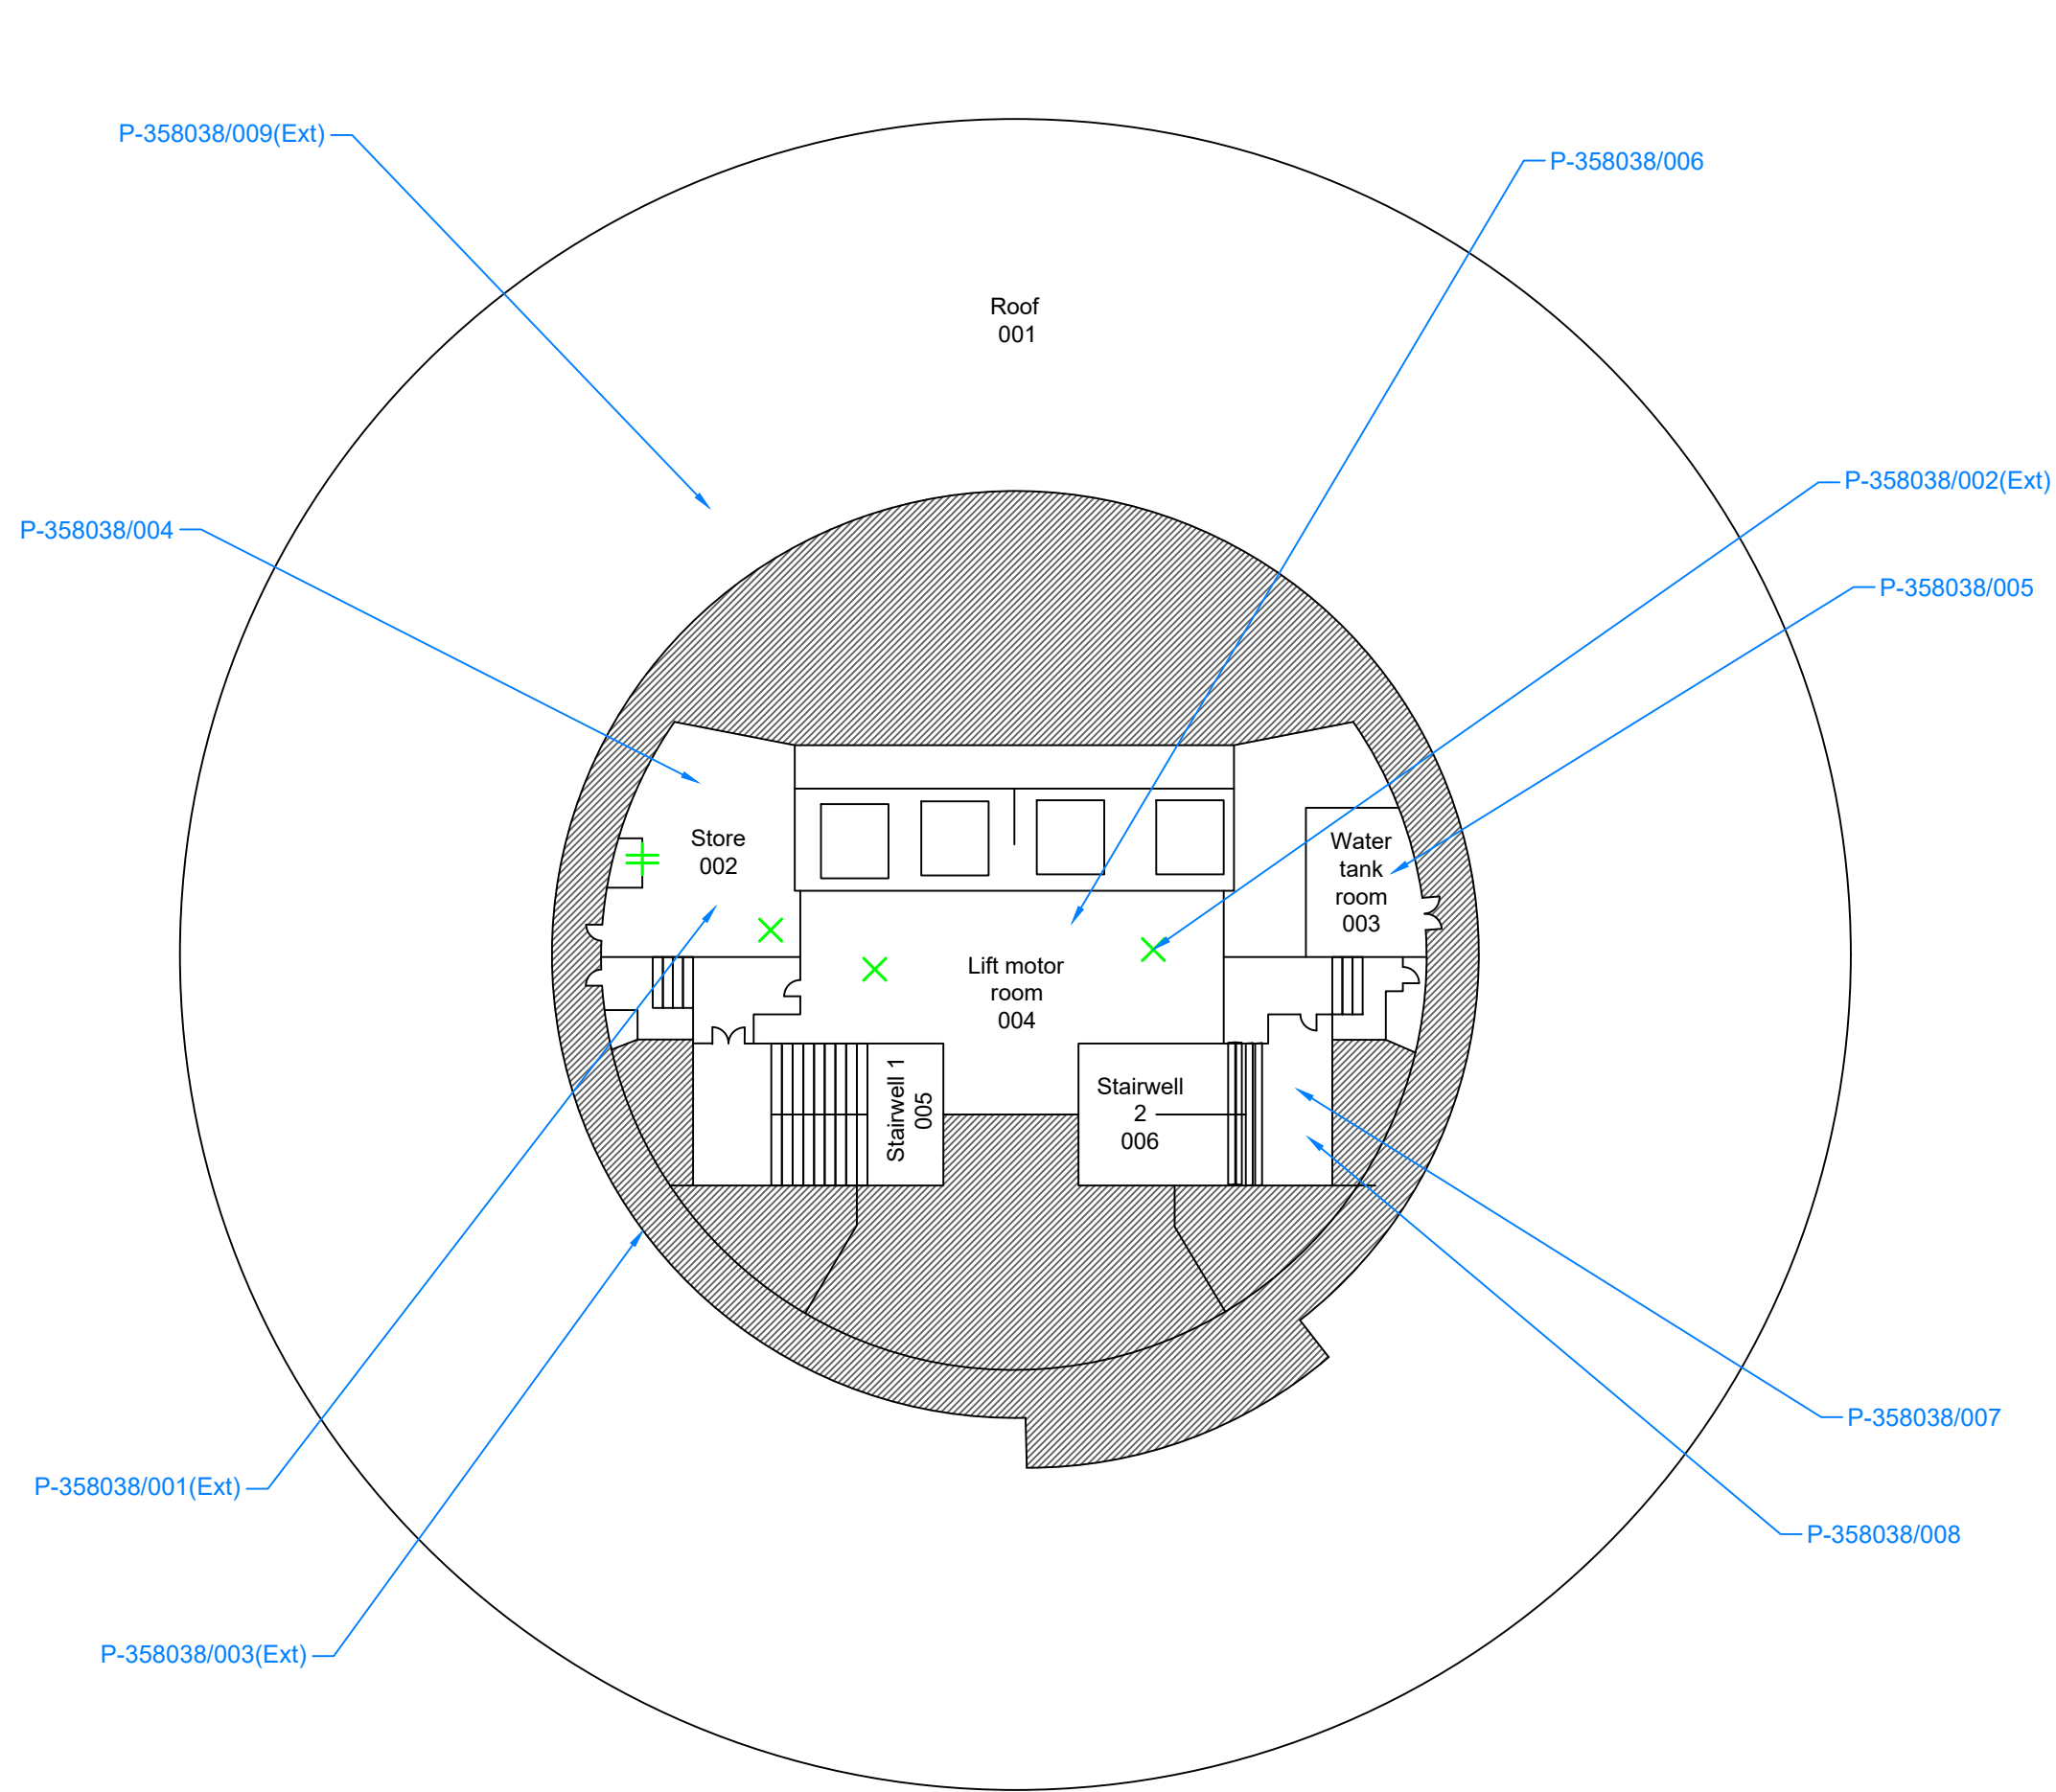 P-358038/009(Ext)
P-358038/006
Roof
001
P-358038/002(Ext)
P-358038/004
P-358038/005
Store
002
Water
tank
room
003
Lift motor
room
004
Stairwell 1
005
Stairwell
2
006
P-358038/007
P-358038/001(Ext)
P-358038/008
P-358038/003(Ext)